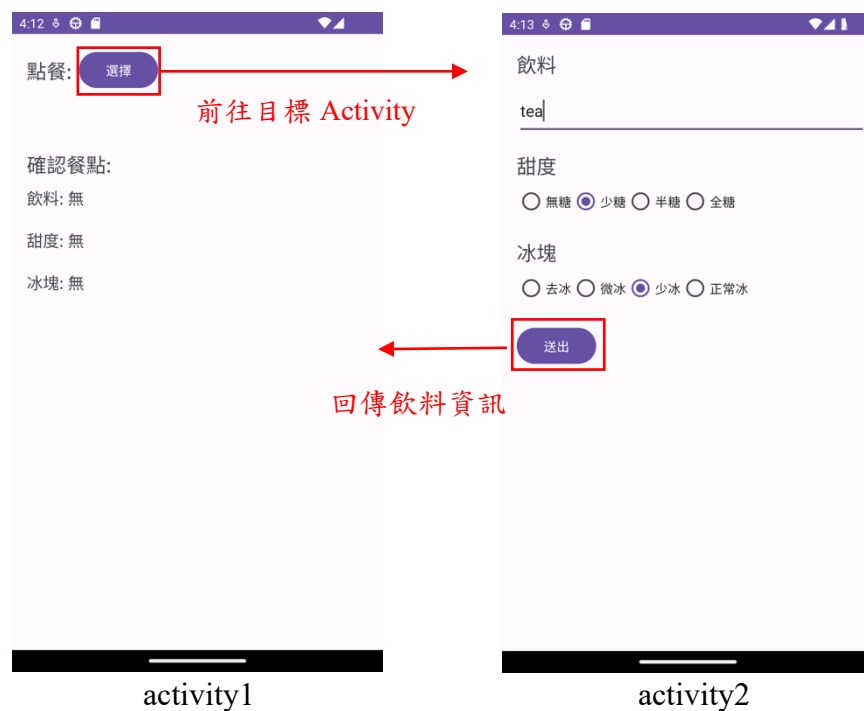 4:12
點餐:
選擇
前往目標 Activity
確認餐點:
飲料: 無
甜度: 無
冰塊: 無
activity1
4:13
飲料
tea
甜度
無糖 少糖 半糖 全糖
冰塊
去冰 微冰 少冰 正常冰
送出
回傳飲料資訊
activity2